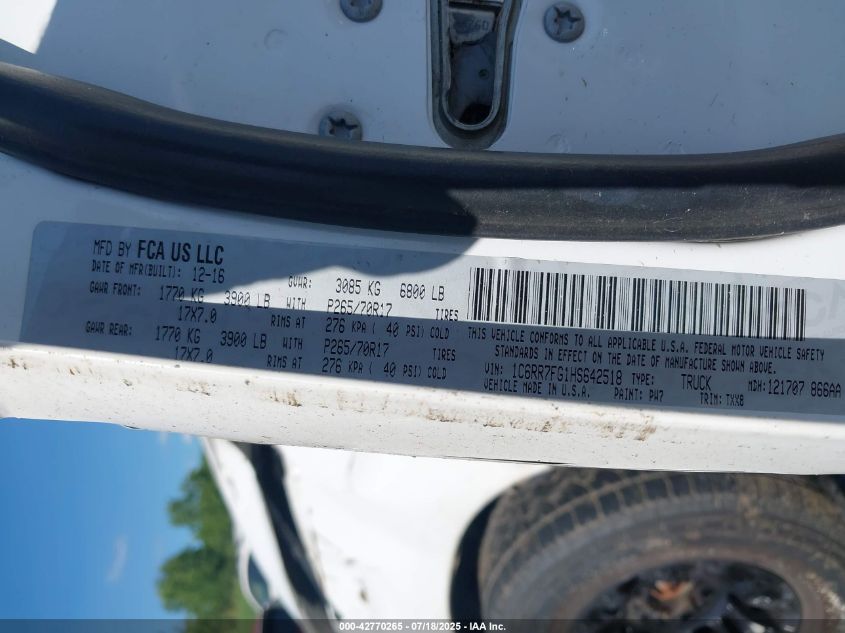 MFD BY FCA US LLC
DATE OF MFR(BUILT): 12-16 GVWR: 3085 KG 6800 LB
GAWR FRONT: 1770 KG 3900 LB WITH P265/70R17 TIRES
17X7.0 RIMS AT 276 KPA ( 40 PSI) COLD
GAWR REAR: 1770 KG 3900 LB WITH P265/70R17 TIRES
17X7.0 RIMS AT 276 KPA ( 40 PSI) COLD
THIS VEHICLE CONFORMS TO ALL APPLICABLE U.S.A. FEDERAL MOTOR VEHICLE SAFETY
STANDARDS IN EFFECT ON THE DATE OF MANUFACTURE SHOWN ABOVE.
VIN: 1C6RR7FG1HS642518 TYPE: TRUCK MDH:121707 866AA
VEHICLE MADE IN U.S.A. PAINT: PW7 TRIM: TXX8
000-42770265 - 07/18/2025 - IAA Corp.